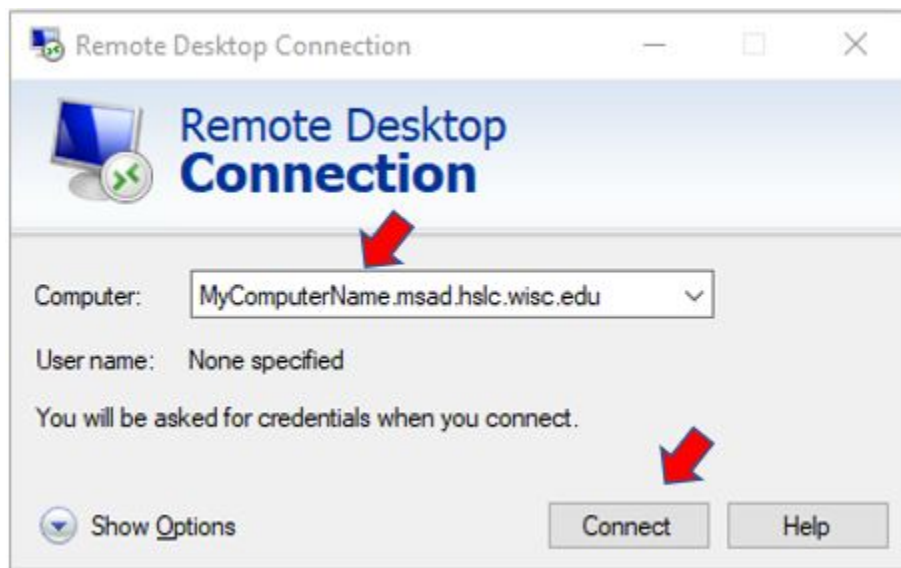 Remote Desktop Connection
Remote Desktop
Connection
Computer: MyComputerName.msad.hslc.wisc.edu
User name: None specified
You will be asked for credentials when you connect.
Show Options Connect Help